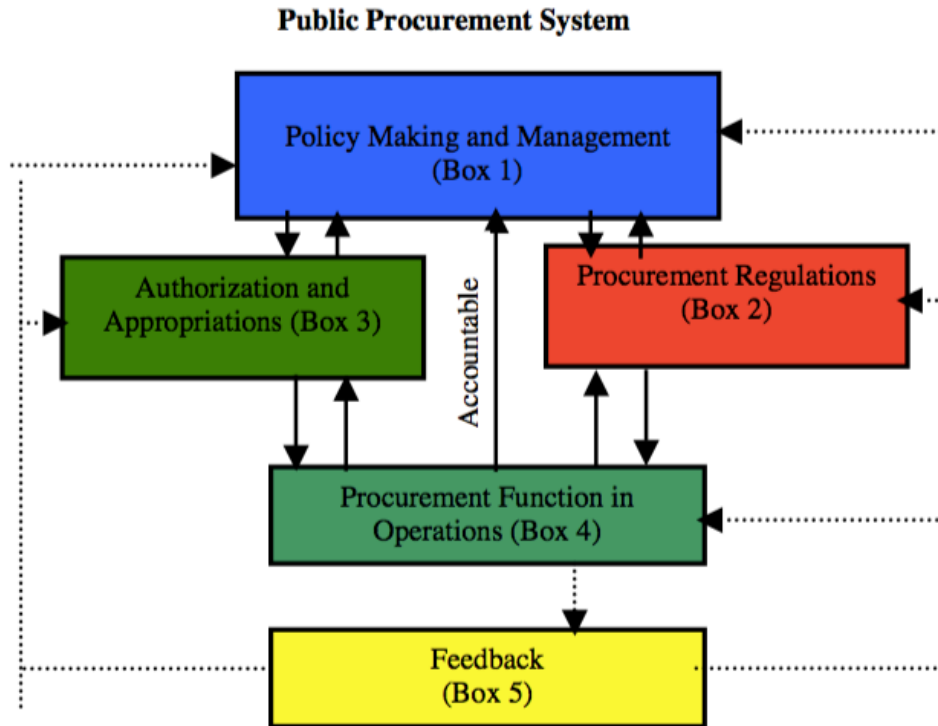 Public Procurement System
Policy Making and Management
(Box 1)
Authorization and
Appropriations (Box 3)
Accountable
Procurement Regulations
(Box 2)
Procurement Function in
Operations (Box 4)
Feedback
(Box 5)